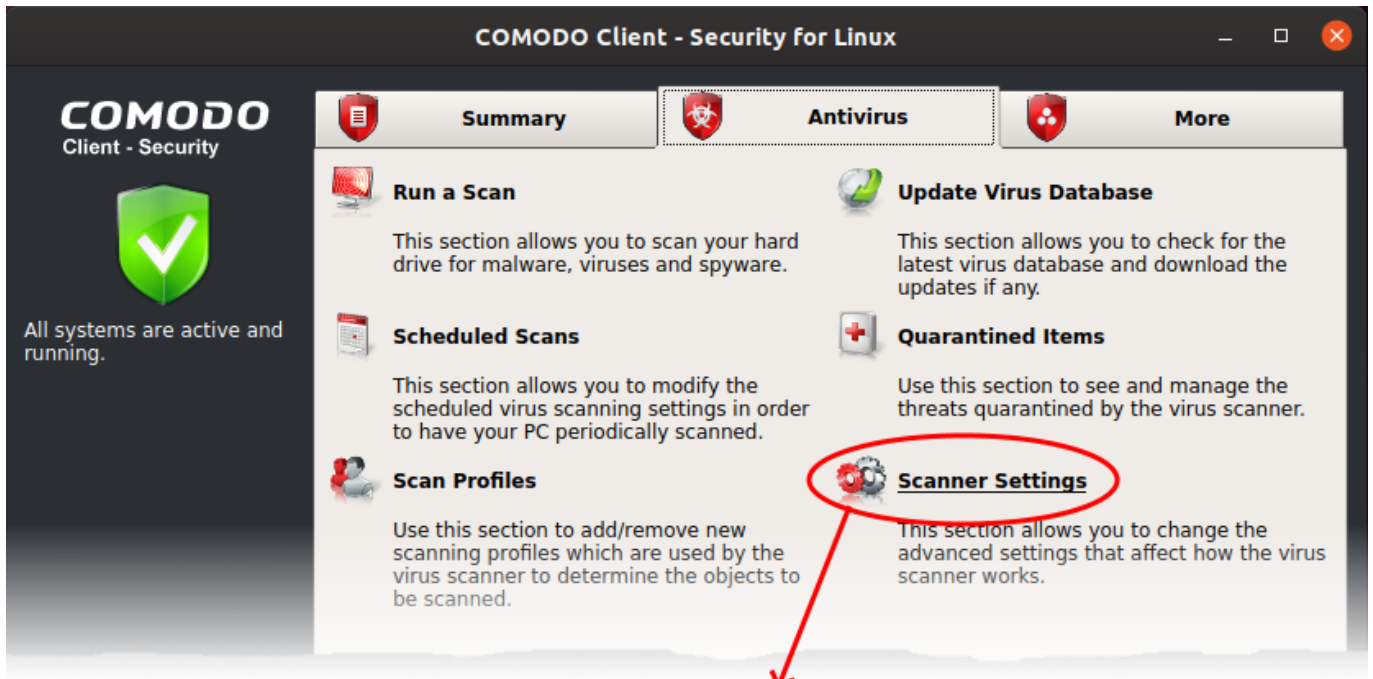 COMODO Client - Security for Linux
COMODO
Client - Security
All systems are active and
running.
Summary
Antivirus
More
Run a Scan
This section allows you to scan your hard
drive for malware, viruses and spyware.
Update Virus Database
This section allows you to check for the
latest virus database and download the
updates if any.
Scheduled Scans
This section allows you to modify the
scheduled virus scanning settings in order
to have your PC periodically scanned.
Quarantined Items
Use this section to see and manage the
threats quarantined by the virus scanner.
Scan Profiles
Use this section to add/remove new
scanning profiles which are used by the
virus scanner to determine the objects to
be scanned.
Scanner Settings
This section allows you to change the
advanced settings that affect how the virus
scanner works.